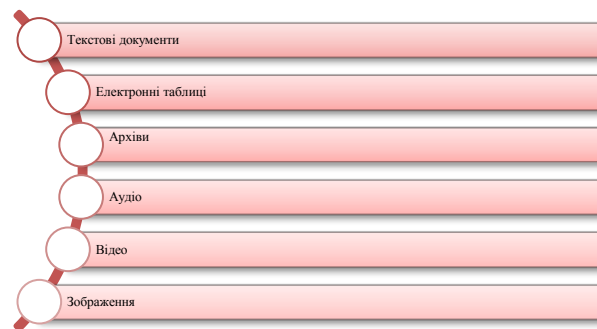 Текстові документи
Електронні таблиці
Архіви
Аудіо
Відео
Зображення